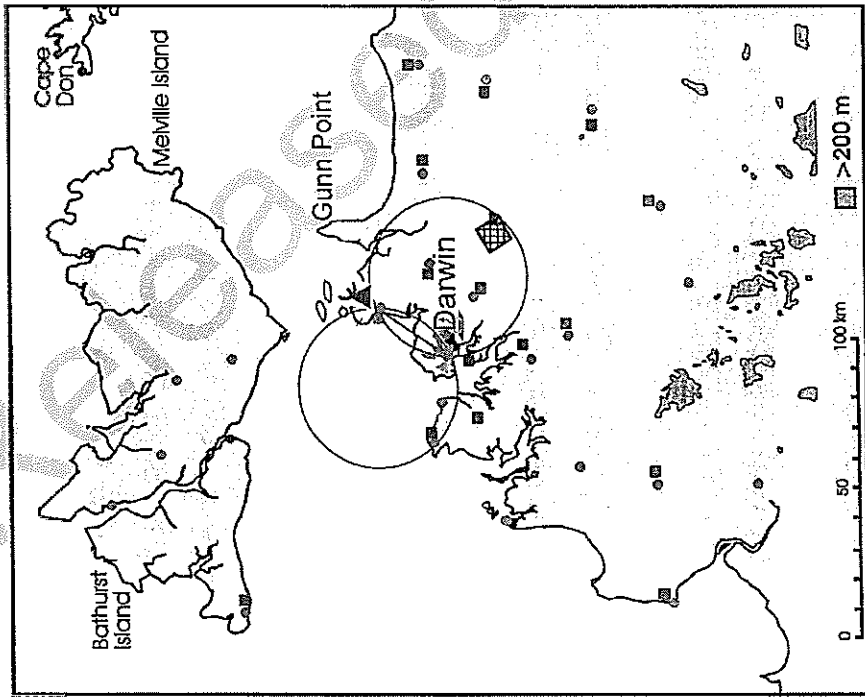 Cape
Don
Melville Island
Bathurst
Island
Gunn Point
Darwin
>200 m
0
50
100 km